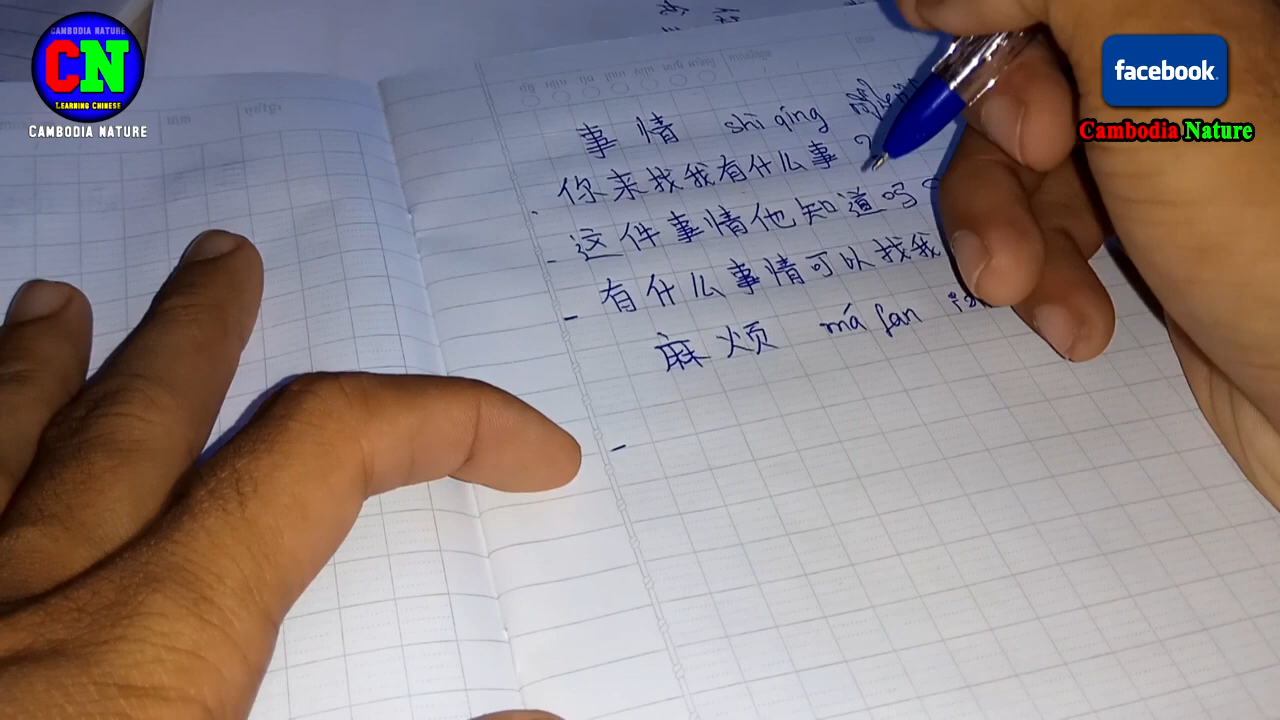 CAMBODIA NATURE
CN
LEARNING CHINESE
CAMBODIA NATURE
facebook
Cambodia Nature
事情 shì qíng
你来找我有什么事?
这件事情他知道吗?
有什么事情可以找我
麻烦 má fan